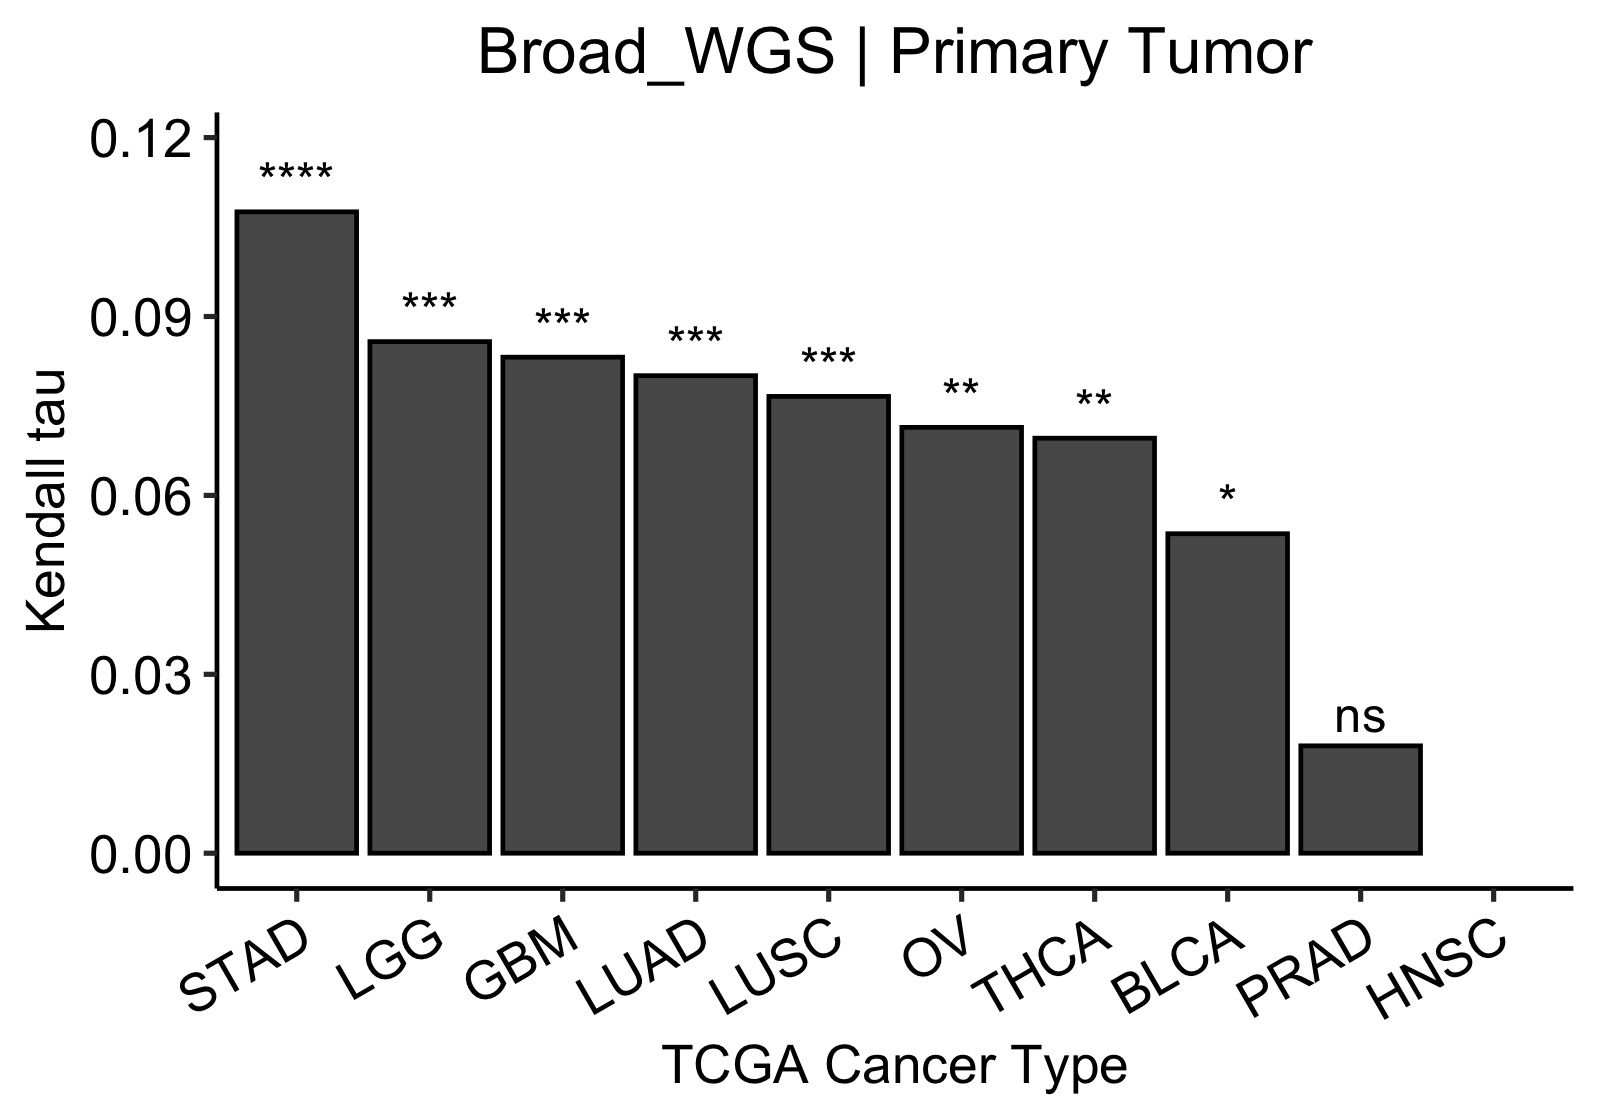 Broad_WGS | Primary Tumor
Kendall tau
0.12
0.09
0.06
0.03
0.00
****
***
***
***
***
**
**
*
ns
STAD
LGG
GBM
LUAD
LUSC
OV
THCA
BLCA
PRAD
HNSC
TCGA Cancer Type